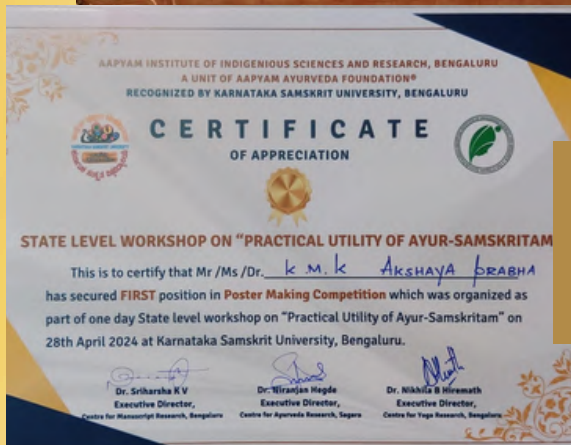 AAPYAM INSTITUTE OF INDIGENIOUS SCIENCES AND RESEARCH, BENGALURU
A UNIT OF AAPYAM AYURVEDA FOUNDATION®
RECOGNIZED BY KARNATAKA SAMSKRIT UNIVERSITY, BENGALURU
CERTIFICATE
OF APPRECIATION
STATE LEVEL WORKSHOP ON "PRACTICAL UTILITY OF AYUR-SAMSKRITAM
This is to certify that Mr /Ms /Dr. K. M. K AKSHAYA PRABHA
has secured FIRST position in Poster Making Competition which was organized as
part of one day State level workshop on "Practical Utility of Ayur-Samskritam" on
28th April 2024 at Karnataka Samskrit University, Bengaluru.
Dr. Sriharsha K V Dr. Niranjan Hegde Dr. Nikhila B Hiremath
Executive Director, Executive Director, Executive Director,
Centre for Manuscript Research, Bengaluru Centre for Ayurveda Research, Sagara Centre for Yoga Research, Bengaluru